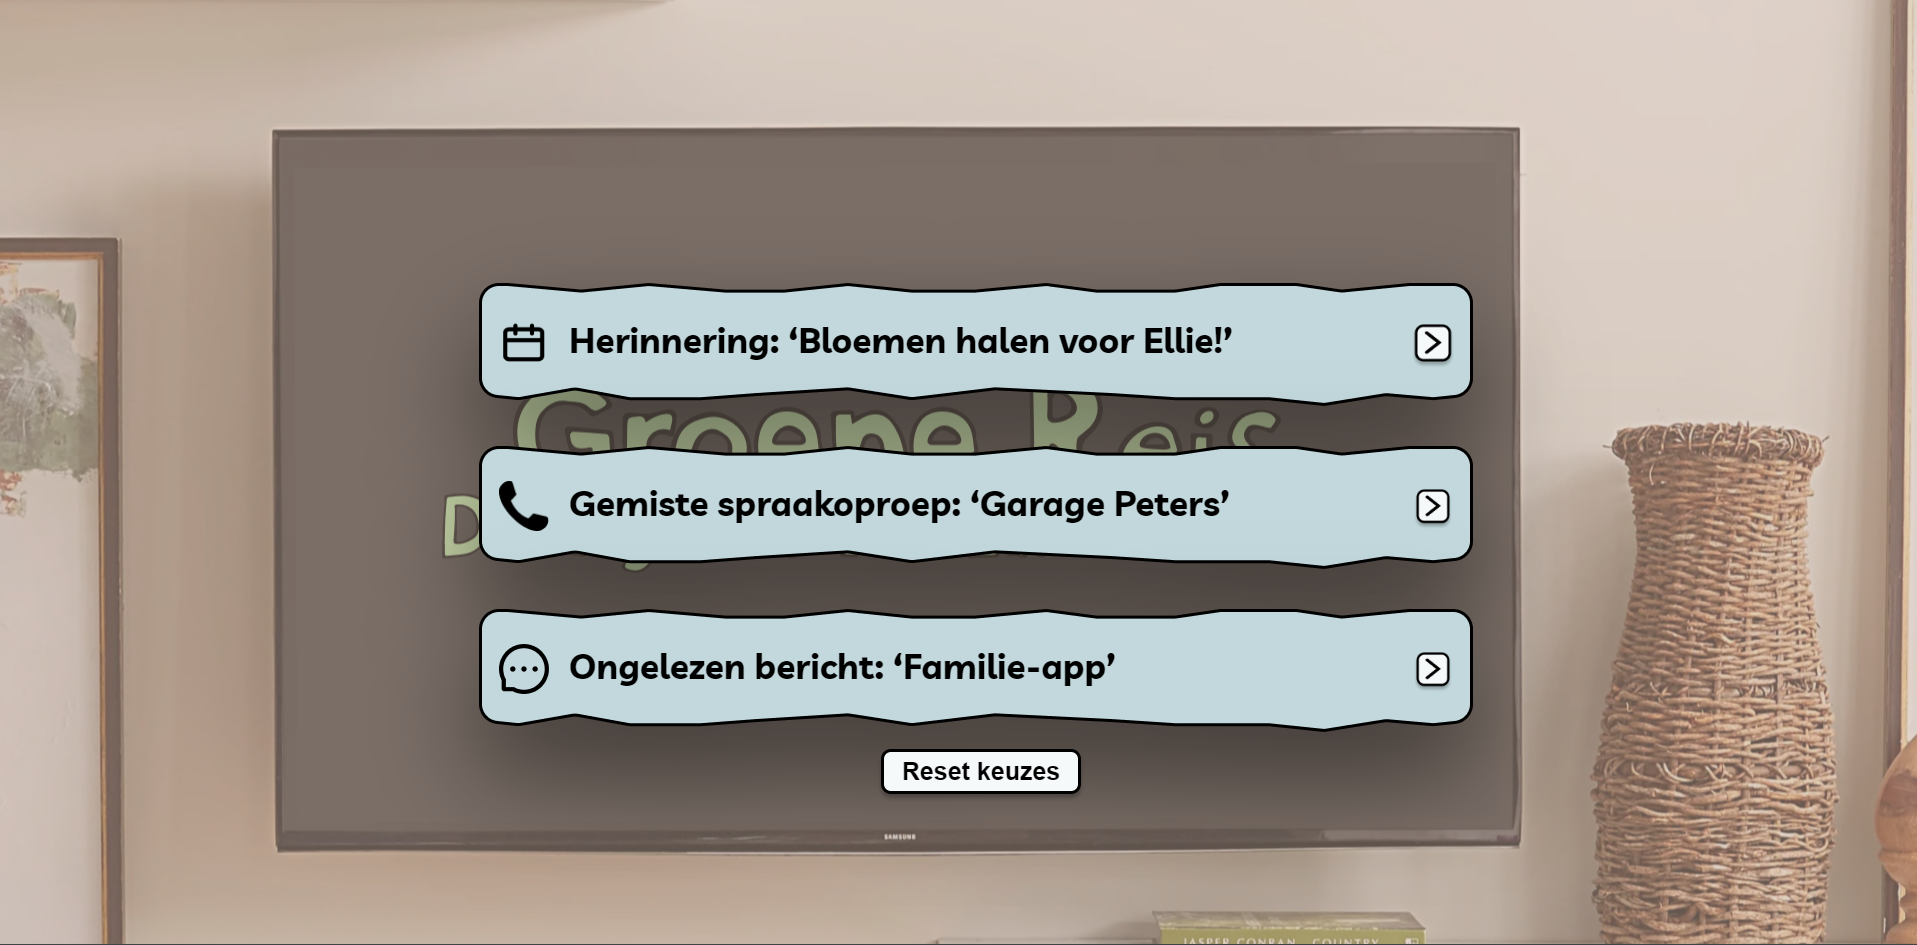 Herinnering: ‘Bloemen halen voor Ellie!’
Groene Reis
Gemiste spraakoproep: ‘Garage Peters’
Ongelezen bericht: ‘Familie-app’
Reset keuzes
SAMSUNG
JASPER CONRAN COUNTRY